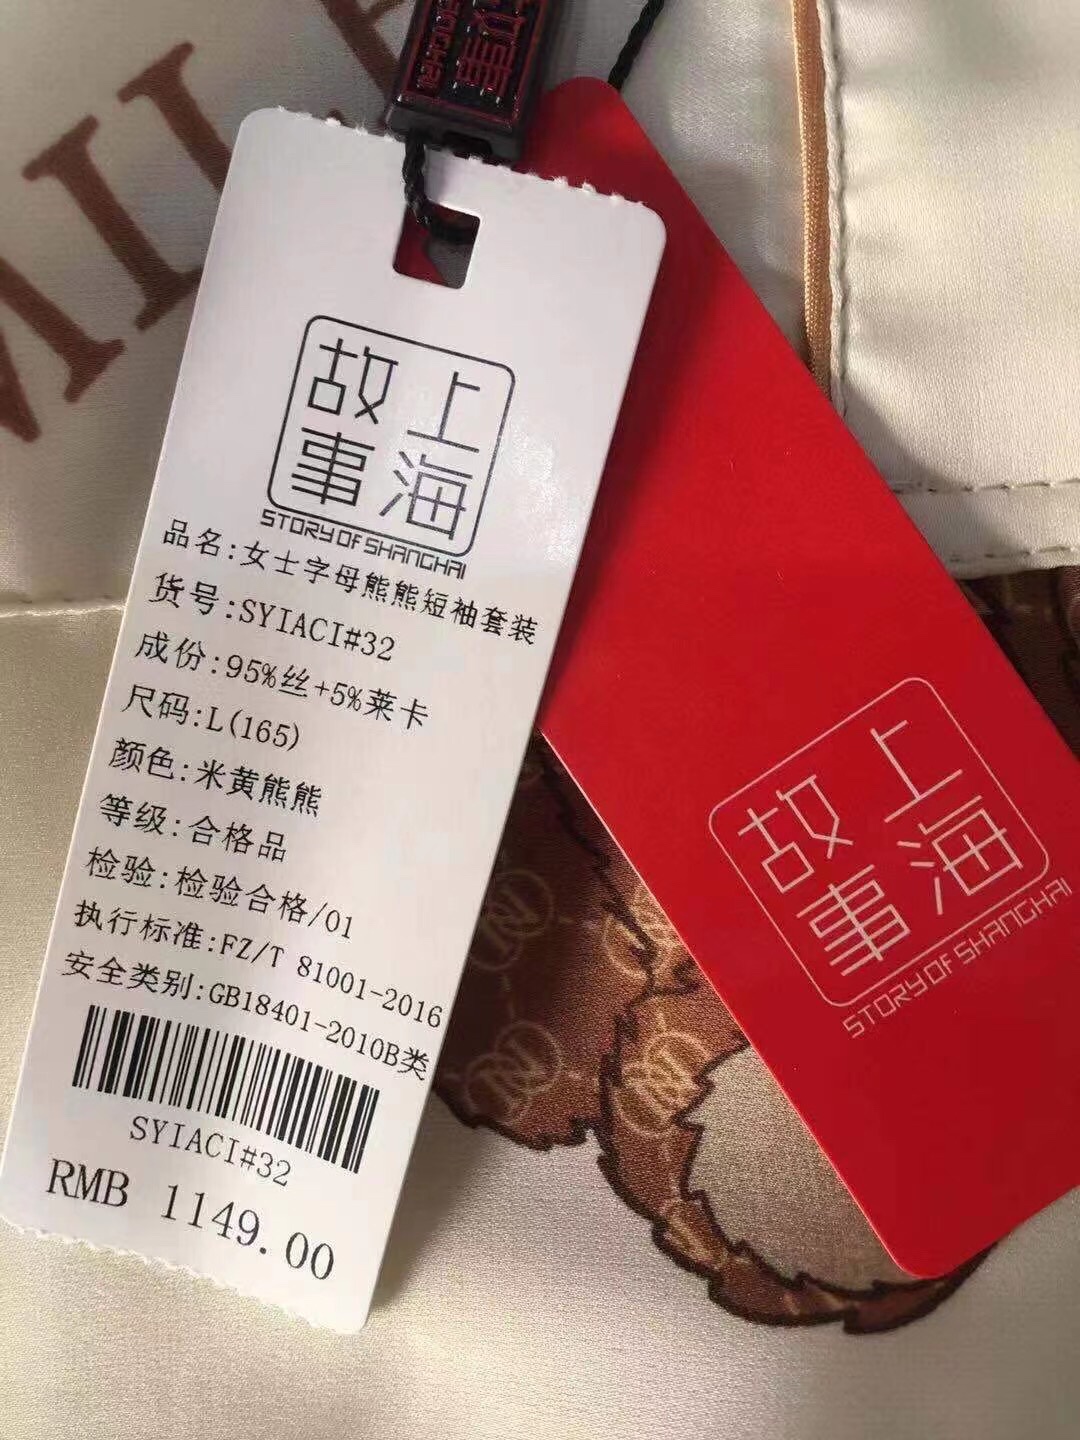 上海
故事
STORY OF SHANGHAI
品名:女士字母熊熊短袖套装
货号:SYIACI#32
成份:95%丝+5%莱卡
尺码:L(165)
颜色:米黄熊熊
等级:合格品
检验:检验合格/01
执行标准:FZ/T 81001-2016
安全类别:GB18401-2010B类
SYIACI#32
RMB 1149.00
上海
故事
STORY OF SHANGHAI